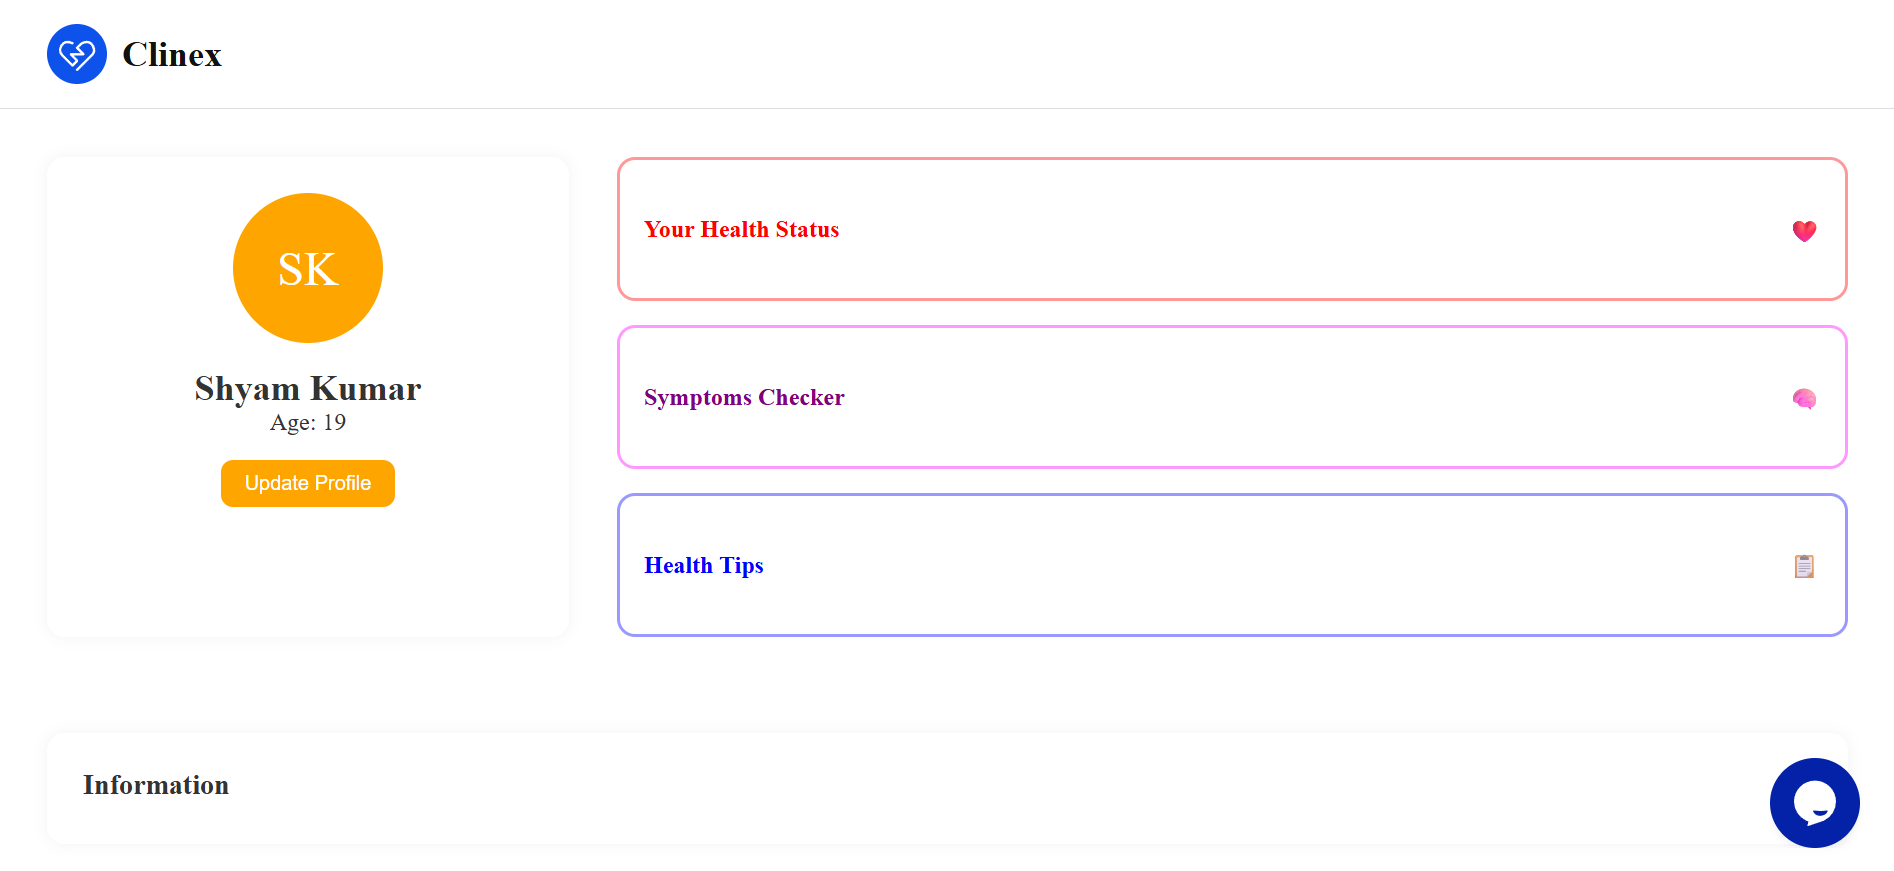 Clinex
SK
Shyam Kumar
Age: 19
Update Profile
Your Health Status
Symptoms Checker
Health Tips
Information